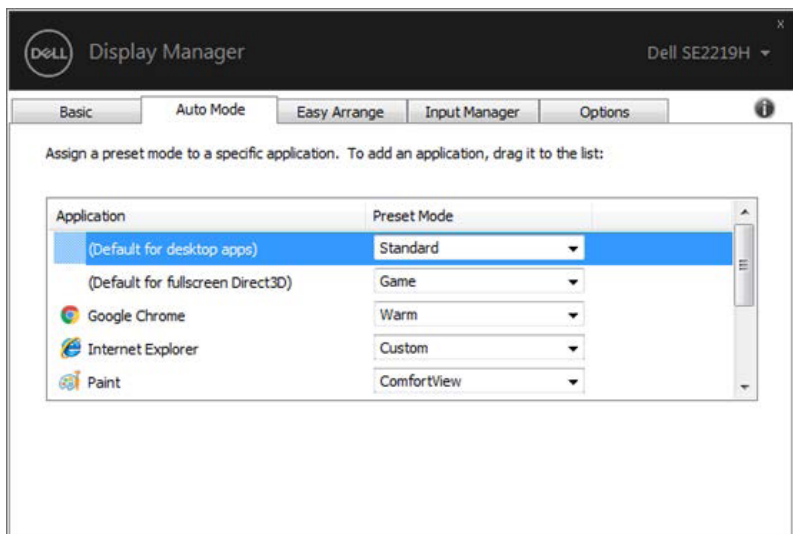 x
DELL Display Manager Dell SE2219H
Basic Auto Mode Easy Arrange Input Manager Options
Assign a preset mode to a specific application. To add an application, drag it to the list:
Application Preset Mode
(Default for desktop apps) Standard
(Default for fullscreen Direct3D) Game
Google Chrome Warm
Internet Explorer Custom
Paint ComfortView